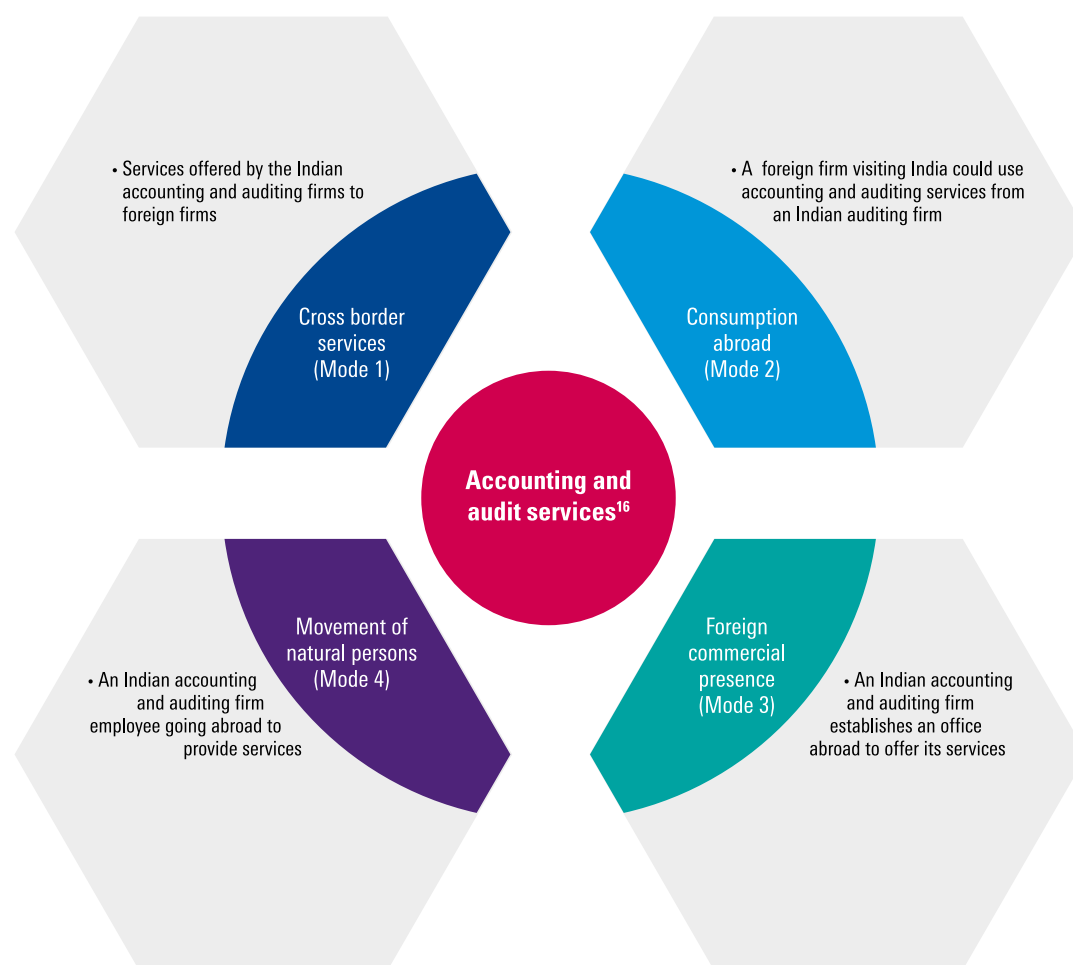 • Services offered by the Indian
accounting and auditing firms to
foreign firms
Cross border
services
(Mode 1)
• A  foreign firm visiting India could use
accounting and auditing services from
an Indian auditing firm
Consumption
abroad
(Mode 2)
Accounting and
audit services16
Movement of
natural persons
(Mode 4)
• An Indian accounting
and auditing firm
employee going abroad to
provide services
Foreign
commercial
presence
(Mode 3)
• An Indian accounting
and auditing firm
establishes an office
abroad to offer its services